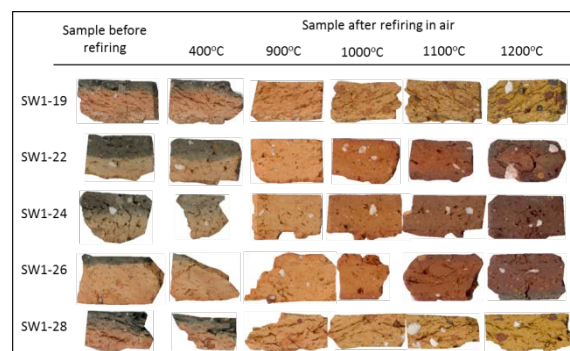 Sample before refiring
Sample after refiring in air
400°C 900°C 1000°C 1100°C 1200°C
SW1-19
SW1-22
SW1-24
SW1-26
SW1-28